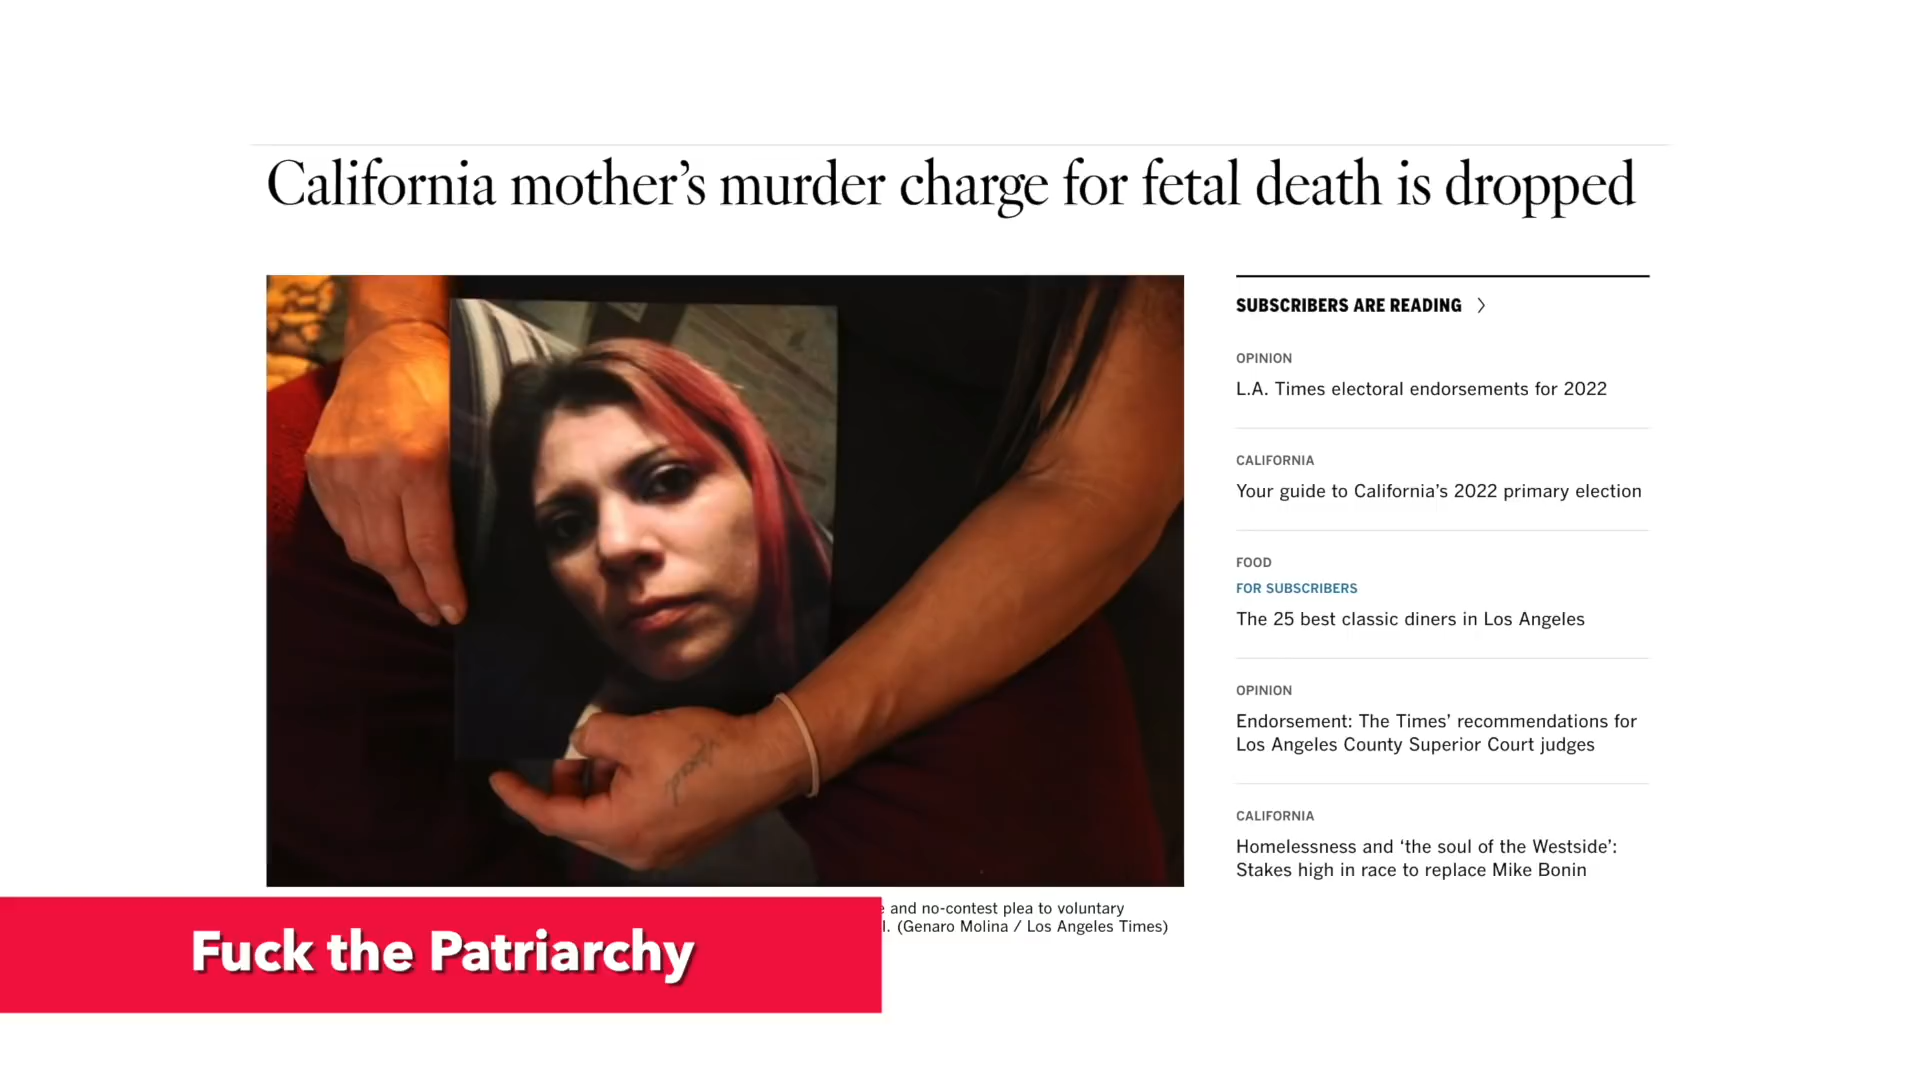 California mother’s murder charge for fetal death is dropped
SUBSCRIBERS ARE READING
OPINION
L.A. Times electoral endorsements for 2022
CALIFORNIA
Your guide to California’s 2022 primary election
FOOD
FOR SUBSCRIBERS
The 25 best classic diners in Los Angeles
OPINION
Endorsement: The Times’ recommendations for
Los Angeles County Superior Court judges
CALIFORNIA
Homelessness and ‘the soul of the Westside’:
Stakes high in race to replace Mike Bonin
and no-contest plea to voluntary
(Genaro Molina / Los Angeles Times)
Fuck the Patriarchy